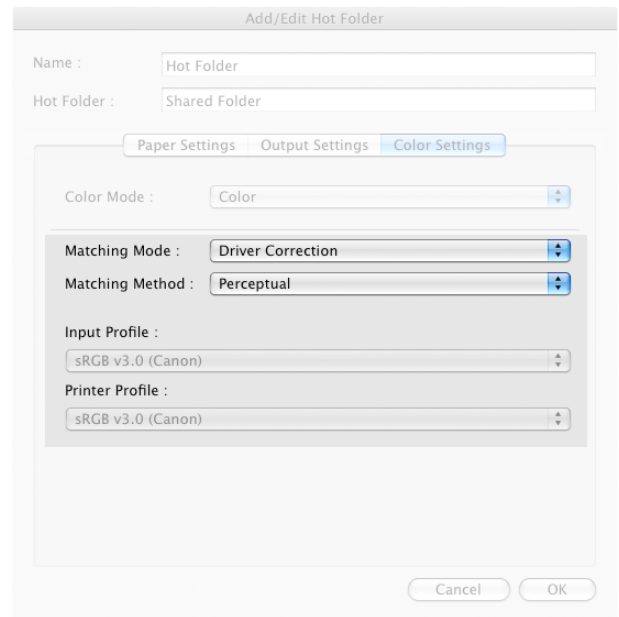 Add/Edit Hot Folder
Name : Hot Folder
Hot Folder : Shared Folder
Paper Settings Output Settings Color Settings
Color Mode : Color
Matching Mode : Driver Correction
Matching Method : Perceptual
Input Profile :
sRGB v3.0 (Canon)
Printer Profile :
sRGB v3.0 (Canon)
Cancel OK